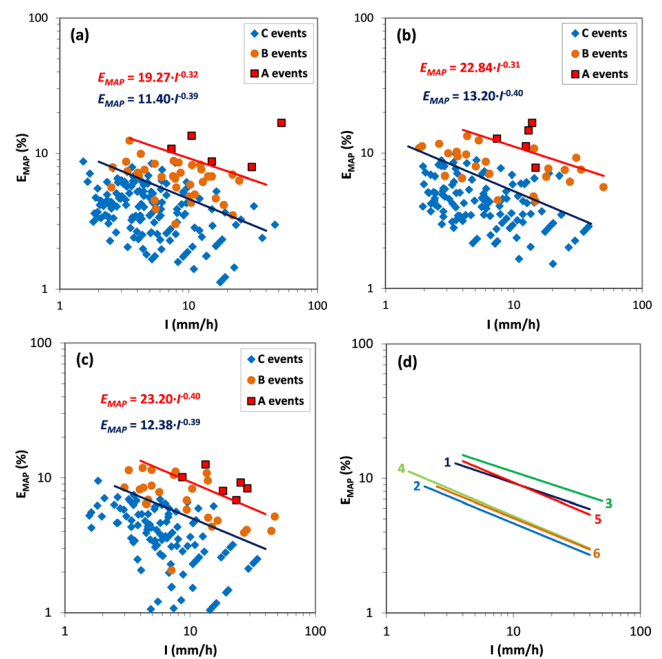 (a)
C events
B events
A events
E_MAP = 19.27·I^-0.32
E_MAP = 11.40·I^-0.39
100
10
1
E_MAP (%)
1
10
100
I (mm/h)
(b)
C events
B events
A events
E_MAP = 22.84·I^-0.31
E_MAP = 13.20·I^-0.40
100
10
1
E_MAP (%)
1
10
100
I (mm/h)
(c)
C events
B events
A events
E_MAP = 23.20·I^-0.40
E_MAP = 12.38·I^-0.39
100
10
1
E_MAP (%)
1
10
100
I (mm/h)
(d)
100
10
1
E_MAP (%)
4
1
2
3
5
6
1
10
100
I (mm/h)